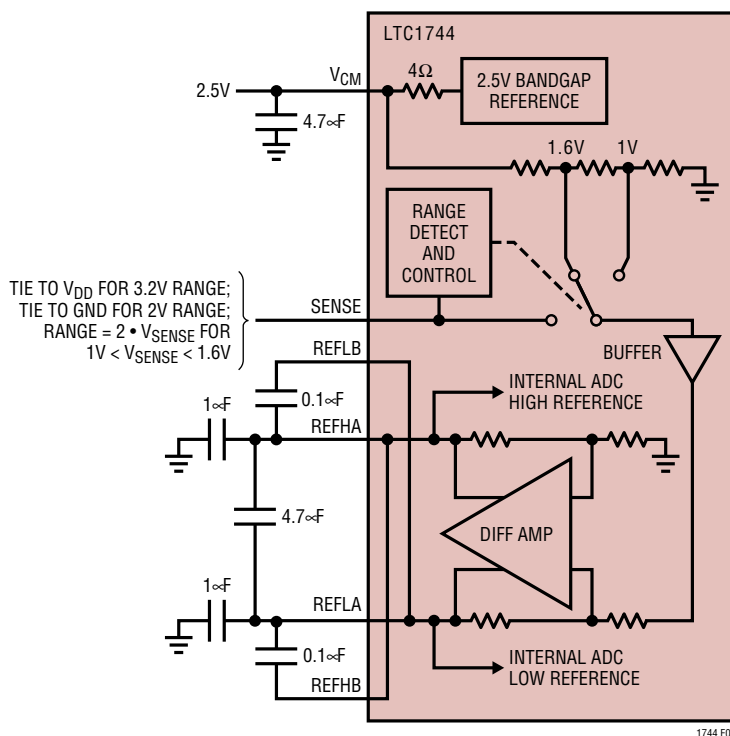 LTC1744
2.5V
VCM
4Ω
2.5V BANDGAP
REFERENCE
4.7∝F
1.6V
1V
RANGE
DETECT
AND
CONTROL
TIE TO VDD FOR 3.2V RANGE;
TIE TO GND FOR 2V RANGE;
RANGE = 2 • VSENSE FOR
1V < VSENSE < 1.6V
SENSE
REFLB
BUFFER
0.1∝F
INTERNAL ADC
HIGH REFERENCE
1∝F
REFHA
4.7∝F
DIFF AMP
1∝F
REFLA
0.1∝F
INTERNAL ADC
LOW REFERENCE
REFHB
1744 F0